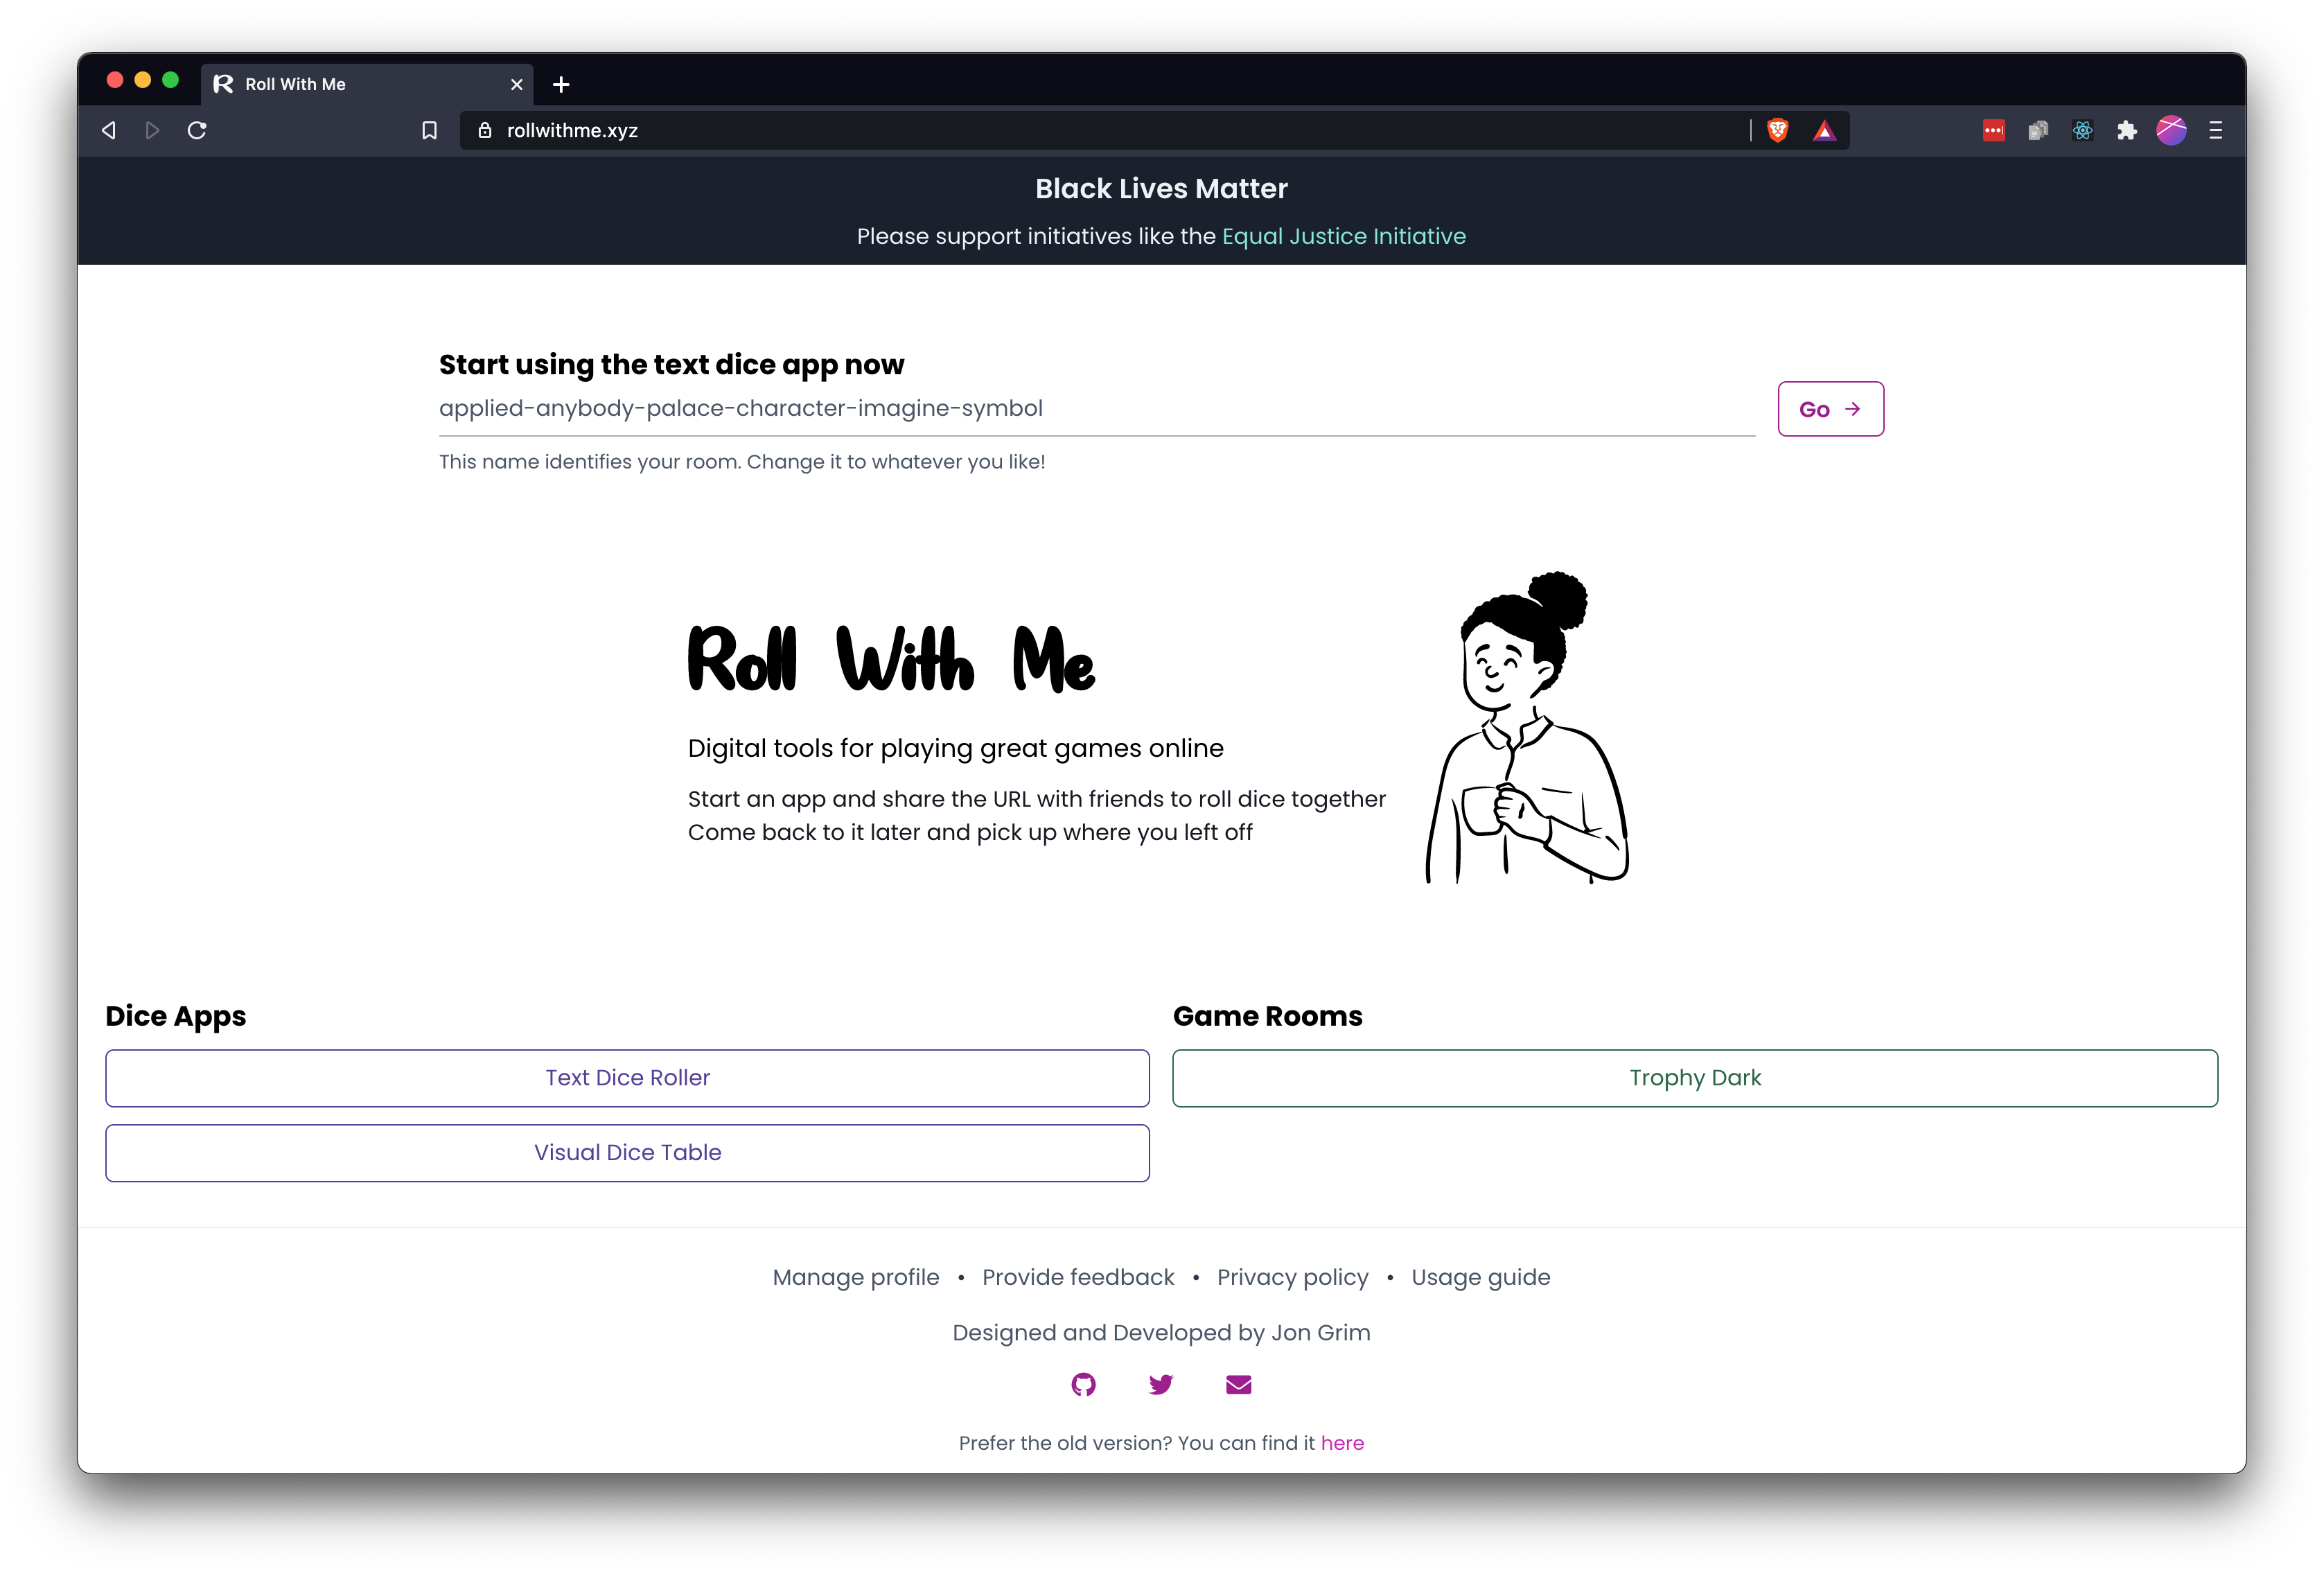 Roll With Me
rollwithme.xyz
Black Lives Matter
Please support initiatives like the Equal Justice Initiative
Start using the text dice app now
applied-anybody-palace-character-imagine-symbol
Go →
This name identifies your room. Change it to whatever you like!
Roll With Me
Digital tools for playing great games online
Start an app and share the URL with friends to roll dice together
Come back to it later and pick up where you left off
Dice Apps
Text Dice Roller
Visual Dice Table
Game Rooms
Trophy Dark
Manage profile • Provide feedback • Privacy policy • Usage guide
Designed and Developed by Jon Grim
Prefer the old version? You can find it here